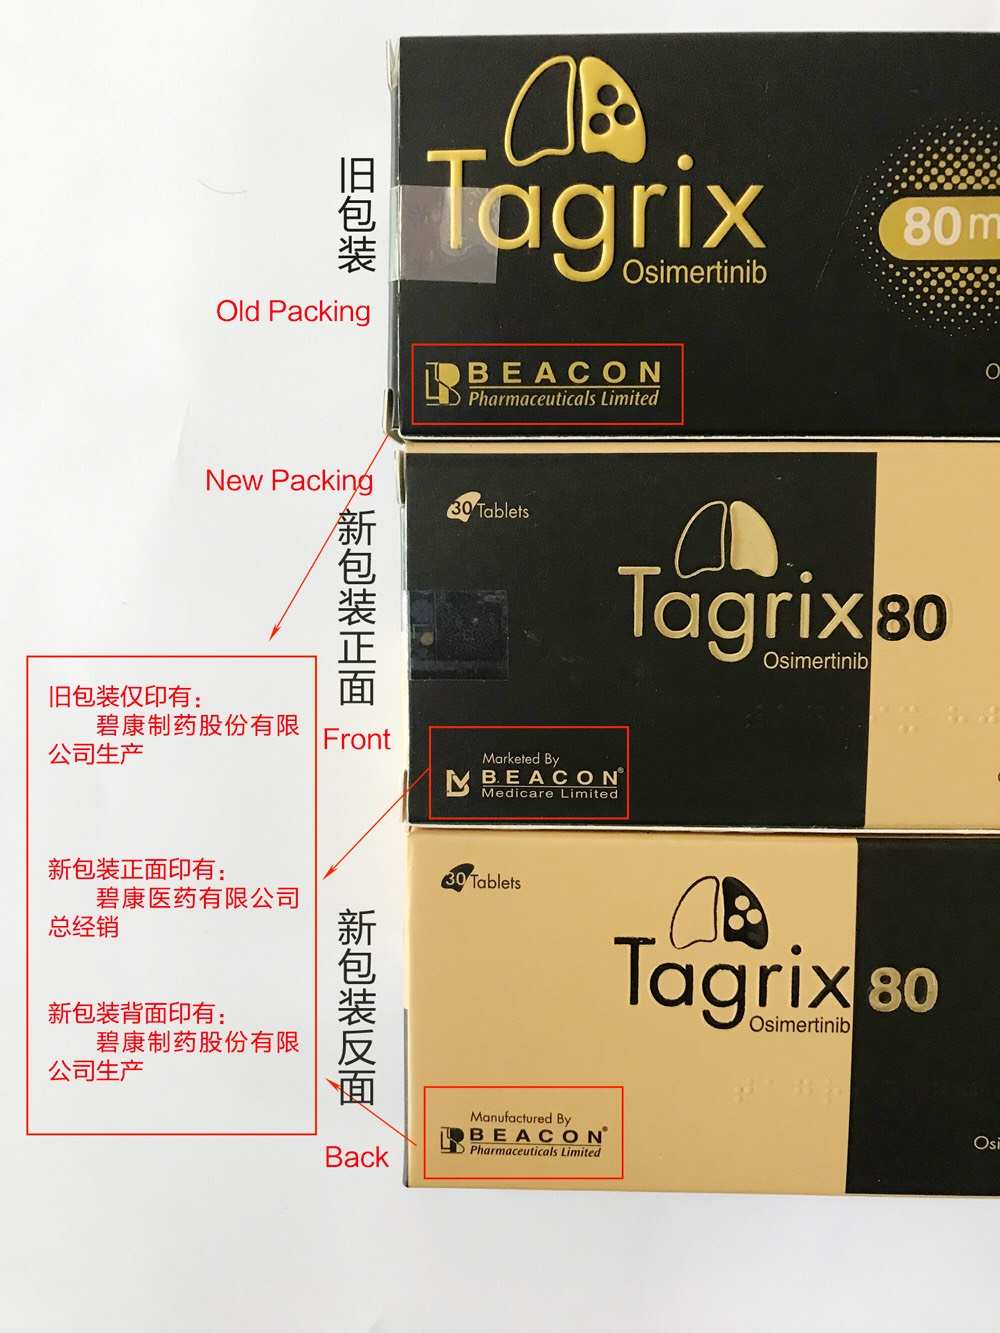 Tagrix
Osimertinib
80
旧包装
Old Packing
BEACON
Pharmaceuticals Limited
New Packing
新包装正面
30 Tablets
Tagrix 80
Osimertinib
Front
Marketed By
BEACON®
Medicare Limited
旧包装仅印有:
碧康制药股份有限
公司生产
新包装正面印有:
碧康医药有限公司
总经销
新包装背面印有:
碧康制药股份有限
公司生产
新包装反面
30 Tablets
Tagrix 80
Osimertinib
Manufactured By
BEACON®
Pharmaceuticals Limited
Back